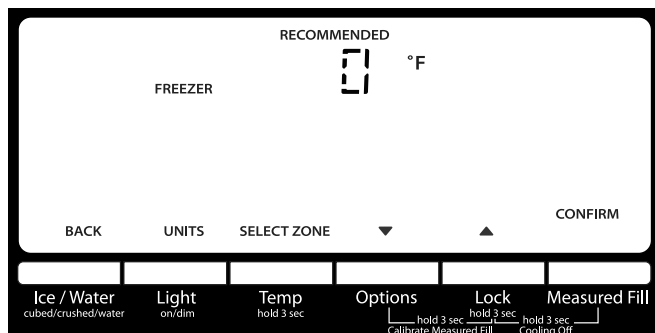 RECOMMENDED
0 °F
FREEZER
CONFIRM
BACK UNITS SELECT ZONE ▼ ▲
Ice / Water Light Temp Options Lock Measured Fill
cubed/crushed/water on/dim hold 3 sec hold 3 sec
hold 3 sec hold 3 sec
Calibrate Measured Fill Cooling Off